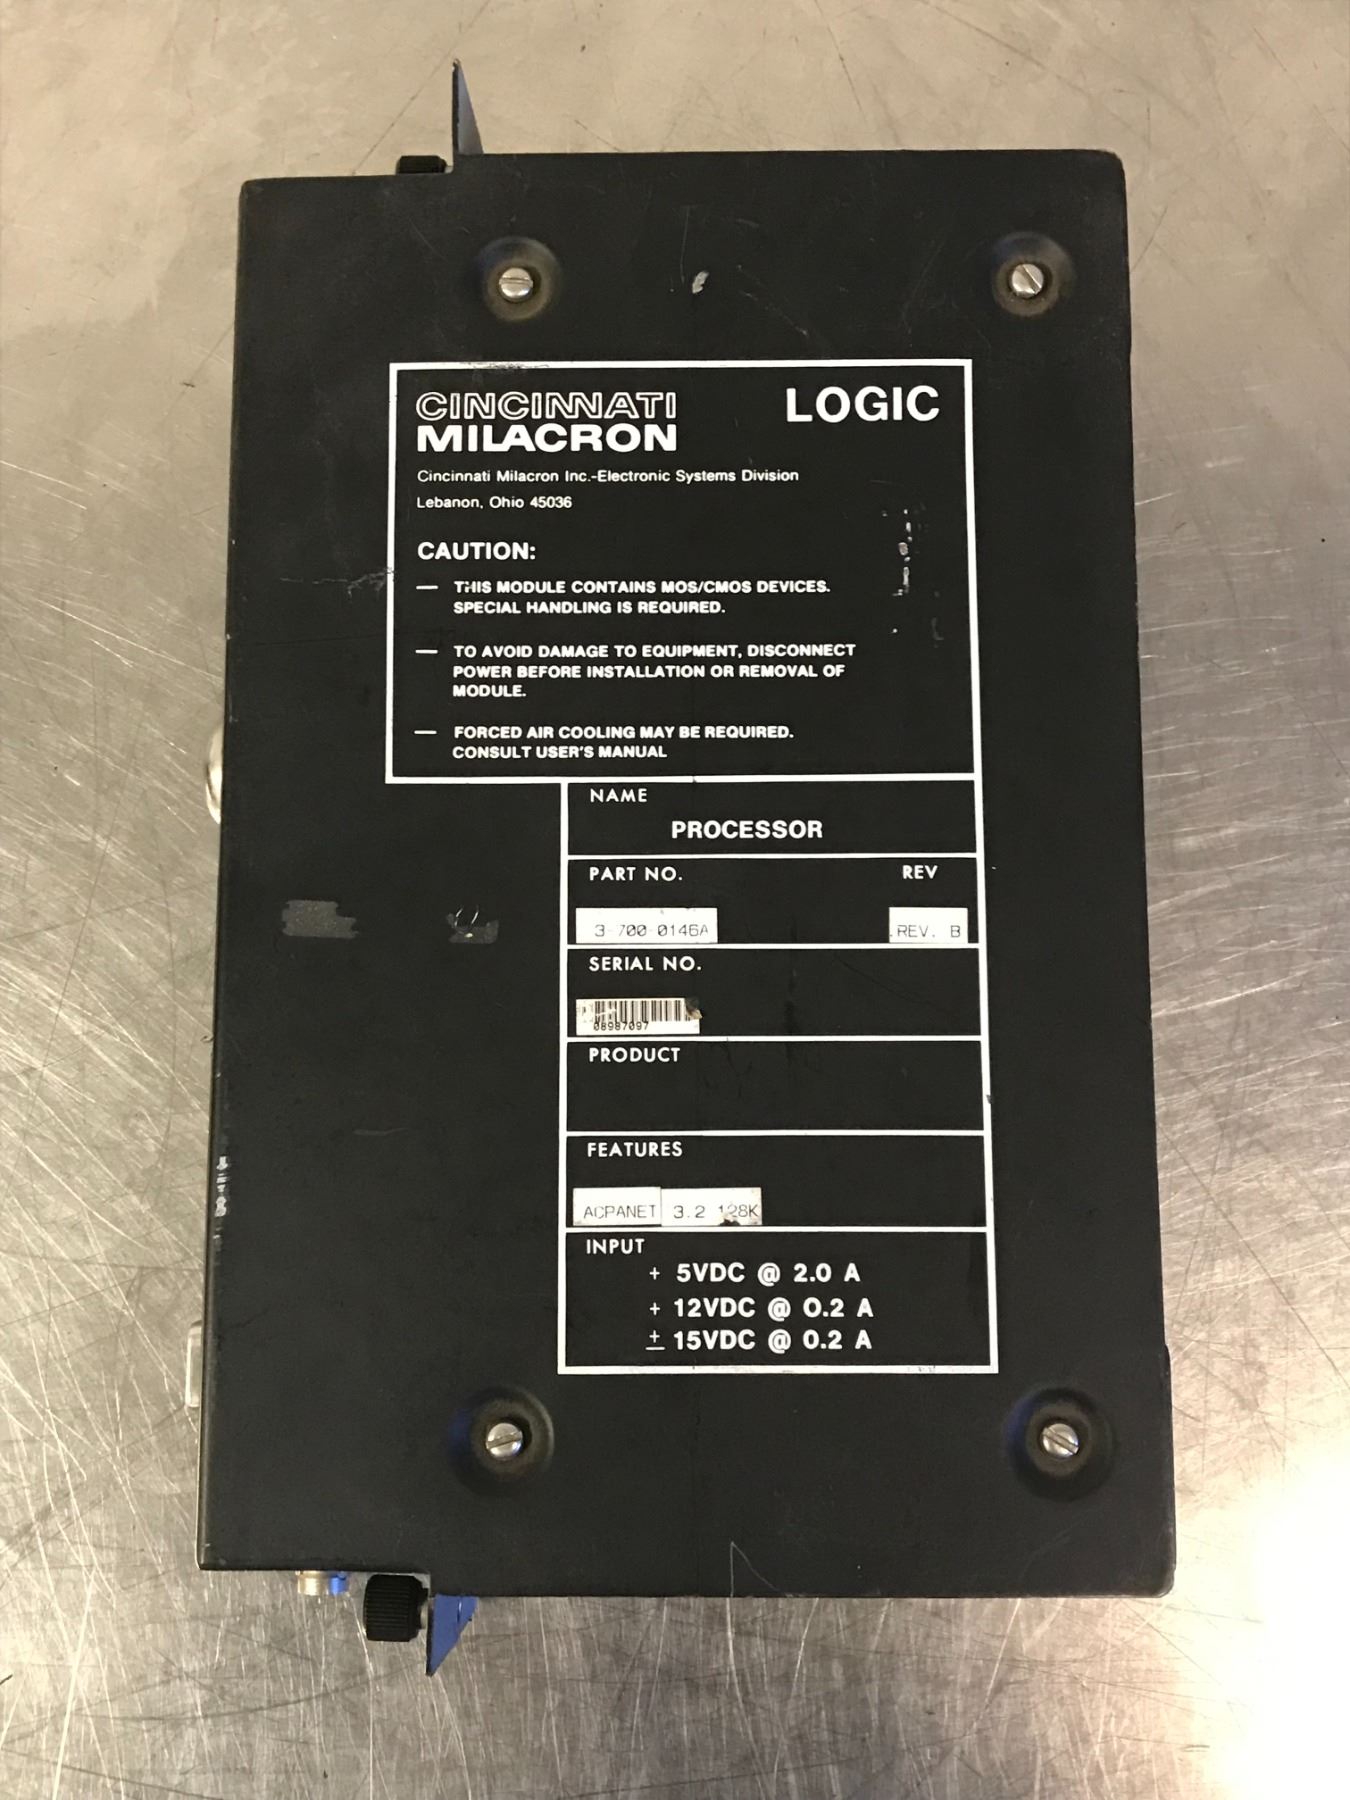 CINCINNATI
MILACRON
LOGIC
Cincinnati Milacron Inc.-Electronic Systems Division
Lebanon, Ohio 45036
CAUTION:
— THIS MODULE CONTAINS MOS/CMOS DEVICES.
SPECIAL HANDLING IS REQUIRED.
— TO AVOID DAMAGE TO EQUIPMENT, DISCONNECT
POWER BEFORE INSTALLATION OR REMOVAL OF
MODULE.
— FORCED AIR COOLING MAY BE REQUIRED.
CONSULT USER'S MANUAL
NAME
PROCESSOR
PART NO. REV
3-700-0146A .REV. B
SERIAL NO.
08987097
PRODUCT
FEATURES
ACPANET 3.2 128K
INPUT
+ 5VDC @ 2.0 A
+ 12VDC @ 0.2 A
± 15VDC @ 0.2 A